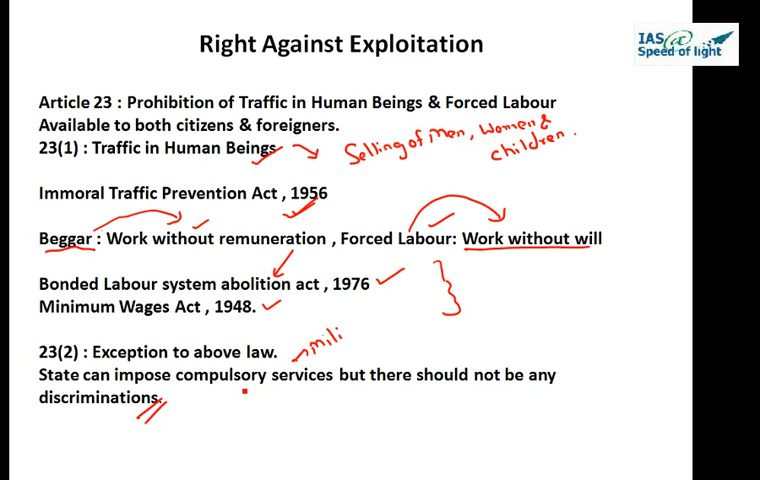 Right Against Exploitation
IAS@
Speed of light
Article 23 : Prohibition of Traffic in Human Beings & Forced Labour
Available to both citizens & foreigners.
23(1) : Traffic in Human Beings
Selling of Men, Women &
children.
Immoral Traffic Prevention Act , 1956
Beggar : Work without remuneration , Forced Labour: Work without will
Bonded Labour system abolition act , 1976
Minimum Wages Act , 1948.
23(2) : Exception to above law.
mili
State can impose compulsory services but there should not be any
discriminations.